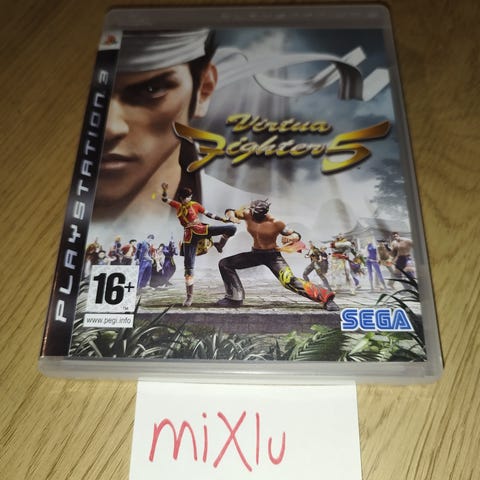 PLAYSTATION 3
Virtua
Fighter 5
16+
www.pegi.info
SEGA
miXlu